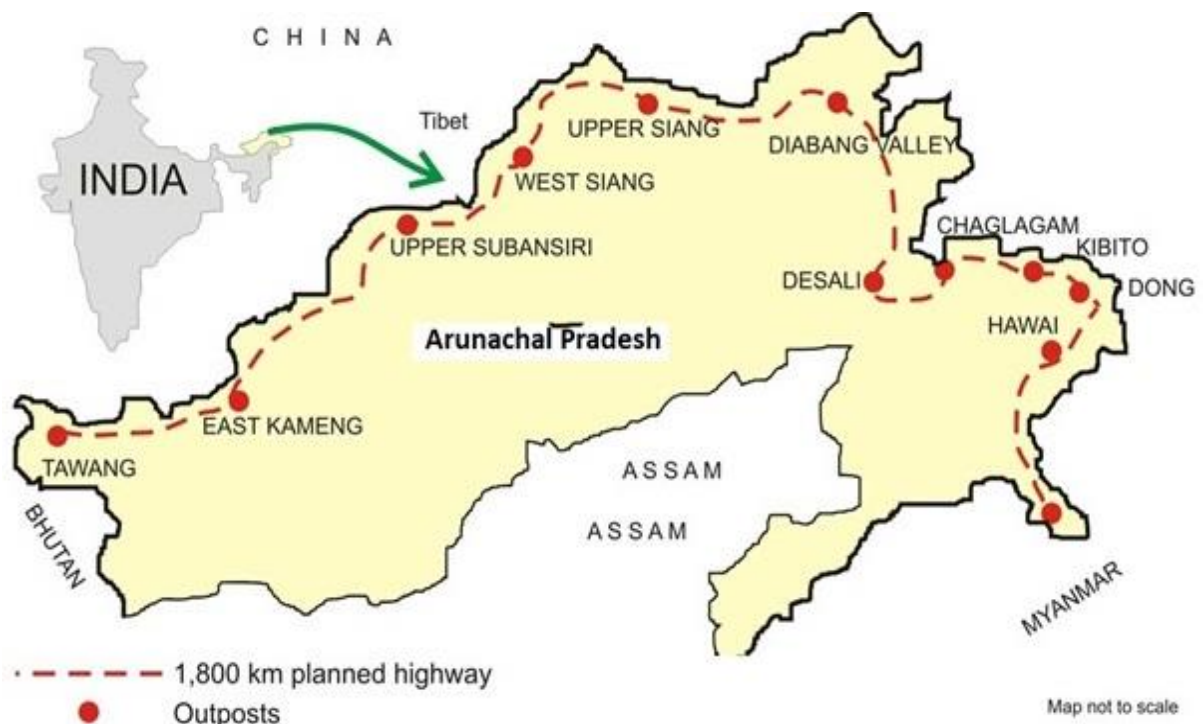 CHINA
INDIA
Tibet
UPPER SIANG
DIABANG VALLEY
WEST SIANG
UPPER SUBANSIRI
CHAGLAGAM
KIBITO
DESALI
DONG
HAWAI
Arunachal Pradesh
EAST KAMENG
TAWANG
ASSAM
ASSAM
BHUTAN
MYANMAR
1,800 km planned highway
Outposts
Map not to scale